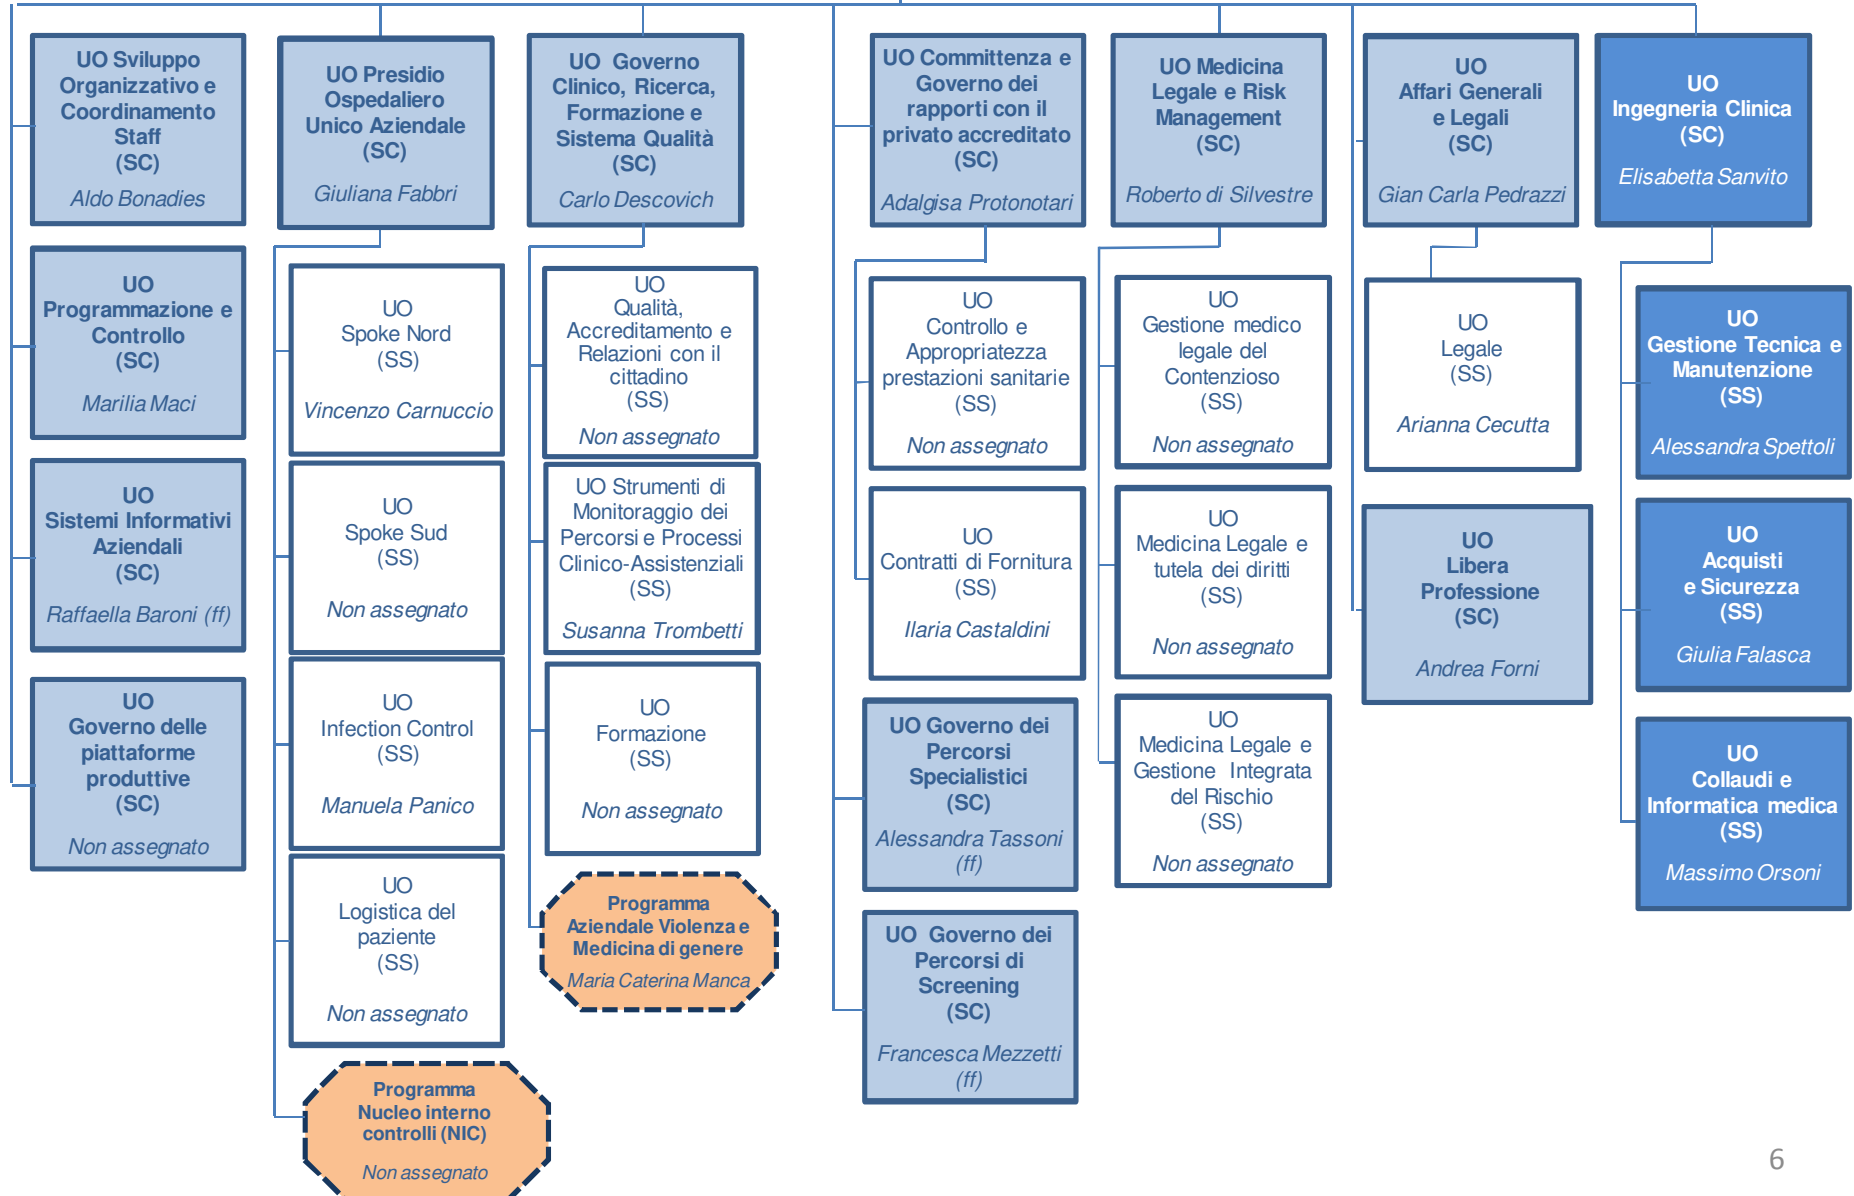 UO Sviluppo
Organizzativo e
Coordinamento
Staff
(SC)
Aldo Bonadies
UO
Programmazione e
Controllo
(SC)
Marilia Maci
UO
Sistemi Informativi
Aziendali
(SC)
Raffaella Baroni (ff)
UO
Governo delle
piattaforme
produttive
(SC)
Non assegnato
UO Presidio
Ospedaliero
Unico Aziendale
(SC)
Giuliana Fabbri
UO
Spoke Nord
(SS)
Vincenzo Carnuccio
UO
Spoke Sud
(SS)
Non assegnato
UO
Infection Control
(SS)
Manuela Panico
UO
Logistica del
paziente
(SS)
Non assegnato
Programma
Nucleo interno
controlli (NIC)
Non assegnato
UO Governo
Clinico, Ricerca,
Formazione e
Sistema Qualità
(SC)
Carlo Descovich
UO
Qualità,
Accreditamento e
Relazioni con il
cittadino
(SS)
Non assegnato
UO Strumenti di
Monitoraggio dei
Percorsi e Processi
Clinico-Assistenziali
(SS)
Susanna Trombetti
UO
Formazione
(SS)
Non assegnato
Programma
Aziendale Violenza e
Medicina di genere
Maria Caterina Manca
UO Committenza e
Governo dei
rapporti con il
privato accreditato
(SC)
Adalgisa Protonotari
UO
Controllo e
Appropriatezza
prestazioni sanitarie
(SS)
Non assegnato
UO
Contratti di Fornitura
(SS)
Ilaria Castaldini
UO Governo dei
Percorsi
Specialistici
(SC)
Alessandra Tassoni
(ff)
UO Governo dei
Percorsi di
Screening
(SC)
Francesca Mezzetti
(ff)
UO Medicina
Legale e Risk
Management
(SC)
Roberto di Silvestre
UO
Gestione medico
legale del
Contenzioso
(SS)
Non assegnato
UO
Medicina Legale e
tutela dei diritti
(SS)
Non assegnato
UO
Medicina Legale e
Gestione Integrata
del Rischio
(SS)
Non assegnato
UO
Affari Generali
e Legali
(SC)
Gian Carla Pedrazzi
UO
Legale
(SS)
Arianna Cecutta
UO
Libera
Professione
(SC)
Andrea Forni
UO
Ingegneria Clinica
(SC)
Elisabetta Sanvito
UO
Gestione Tecnica e
Manutenzione
(SS)
Alessandra Spettoli
UO
Acquisti
e Sicurezza
(SS)
Giulia Falasca
UO
Collaudi e
Informatica medica
(SS)
Massimo Orsoni
6